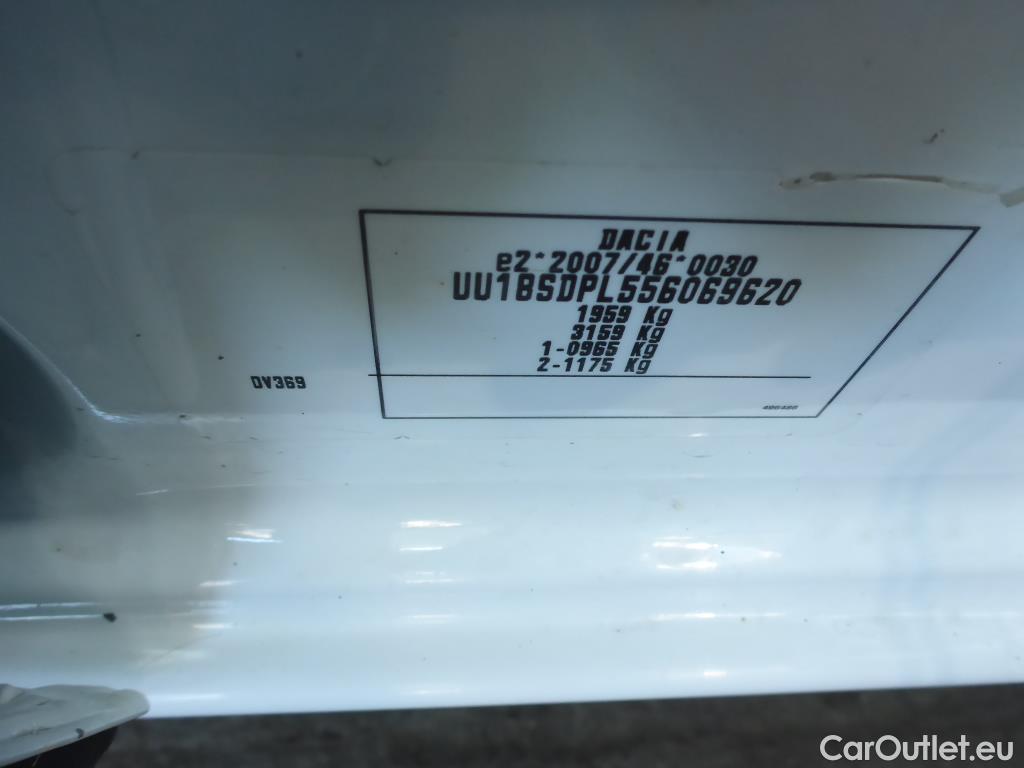 DACIA
e2*2007/46*0030
UU1BSDPL556069620
1959 Kg
3159 Kg
1-0965 Kg
2-1175 Kg
DV369
CarOutlet.eu